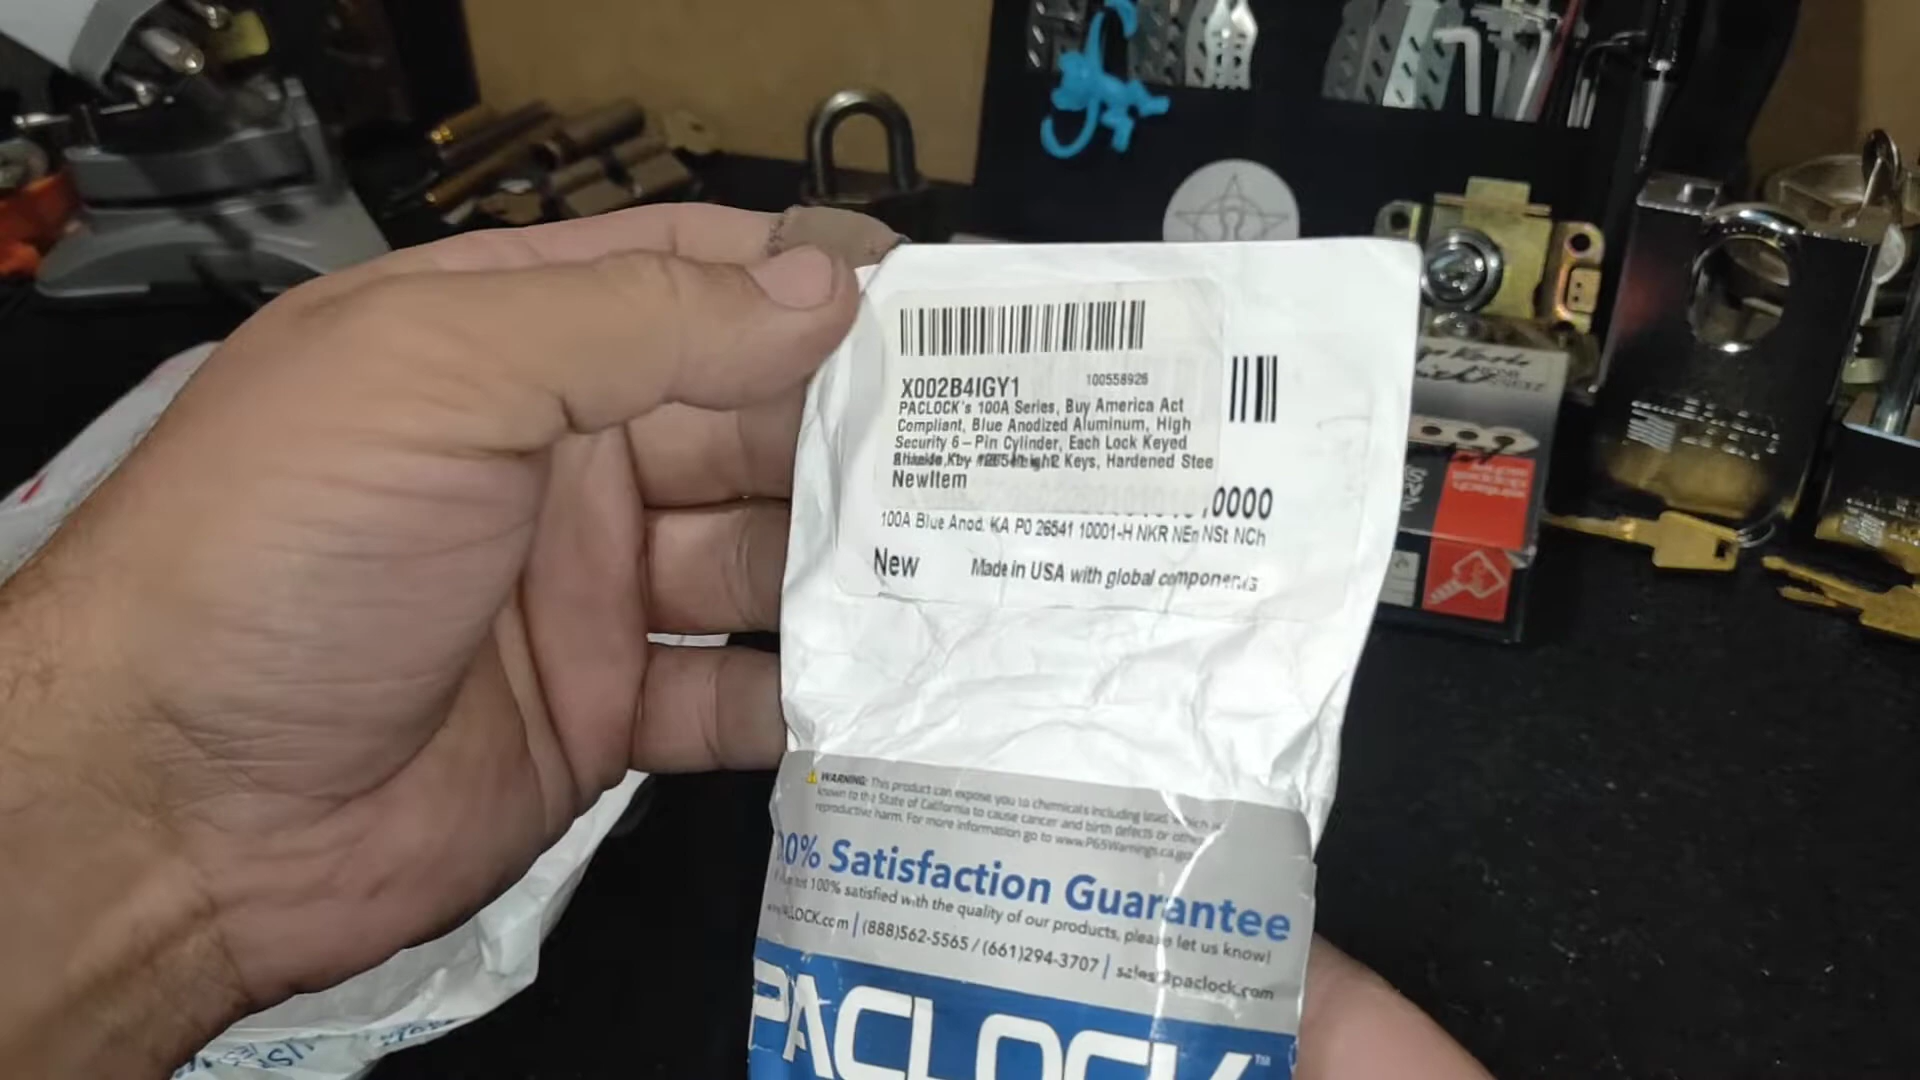 X002B4IGY1 100558926
PACLOCK's 100A Series, Buy America Act
Compliant, Blue Anodized Aluminum, High
Security 6-Pin Cylinder, Each Lock Keyed
Keys, Hardened Stee
NewItem
0000
100A Blue Anod. KA P0 26541 10001-H NKR NEn NSt NCh
New Made in USA with global components
WARNING: This product can expose you to chemicals including lead, which is
known to the State of California to cause cancer and birth defects or other
reproductive harm. For more information go to www.P65Warnings.ca.gov
00% Satisfaction Guarantee
not 100% satisfied with the quality of our products, please let us know!
LOCK.com | (888)562-5565 / (661)294-3707 | sales@paclock.com
PACLOCK™